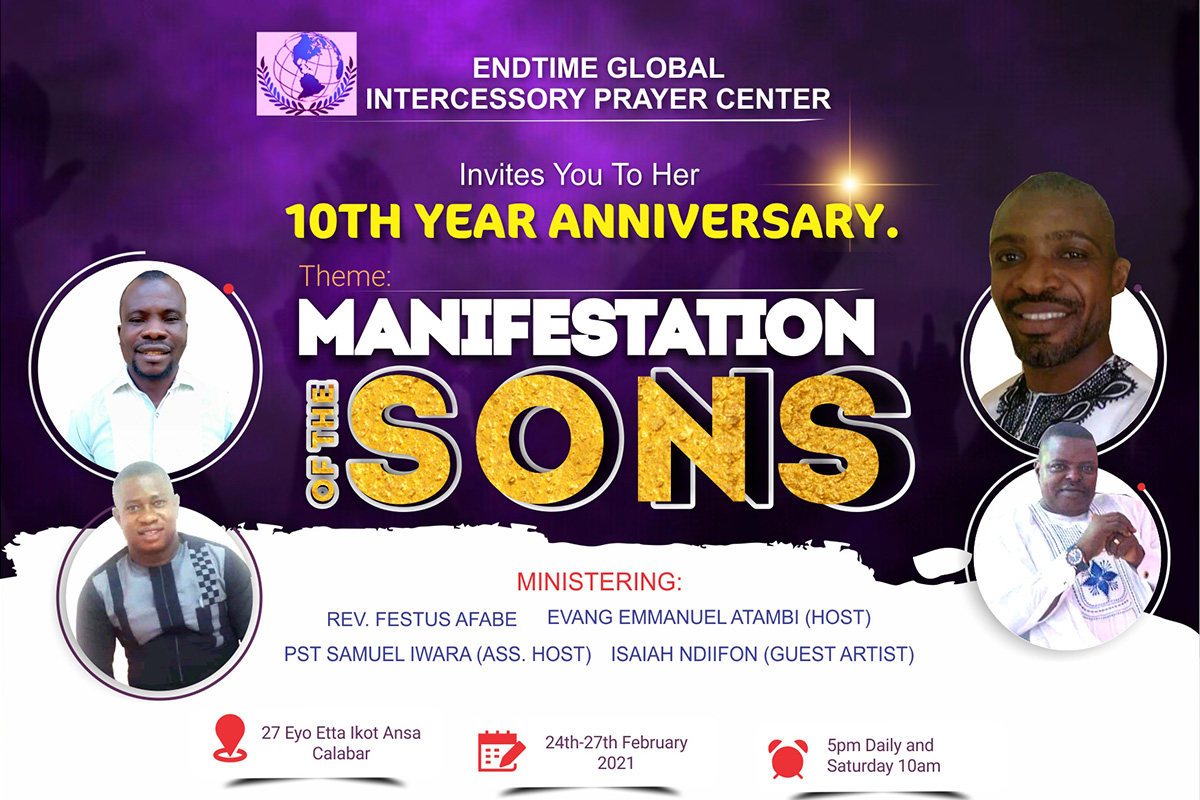 ENDTIME GLOBAL
INTERCESSORY PRAYER CENTER
Invites You To Her
10TH YEAR ANNIVERSARY.
Theme:
MANIFESTATION
OF THE
SONS
MINISTERING:
REV. FESTUS AFABE EVANG EMMANUEL ATAMBI (HOST)
PST SAMUEL IWARA (ASS. HOST) ISAIAH NDIIFON (GUEST ARTIST)
27 Eyo Etta Ikot Ansa
Calabar
24th-27th February
2021
5pm Daily and
Saturday 10am